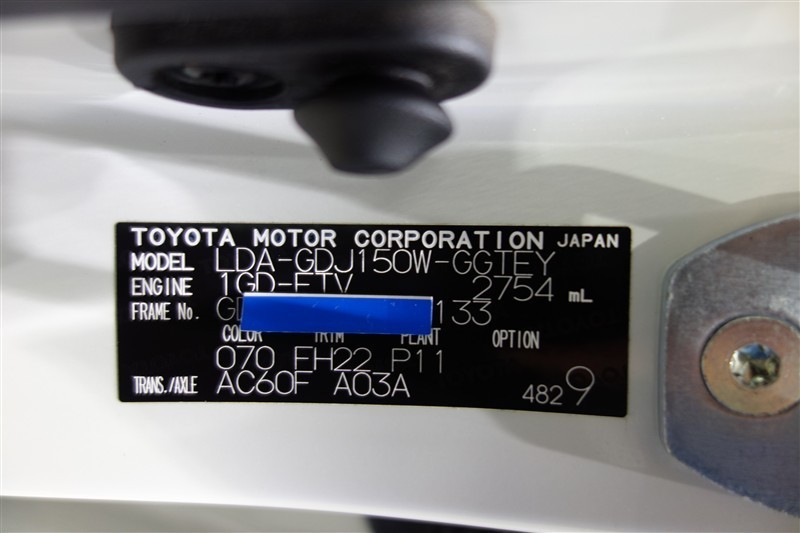 TOYOTA MOTOR CORPORATION JAPAN
MODEL LDA-GDJ150W-GGTEY
ENGINE 1GD-FTV 2754 mL
FRAME No. GD 133
COLOR TRIM PLANT OPTION
070 FH22 P11
TRANS./AXLE AC60F A03A 4829